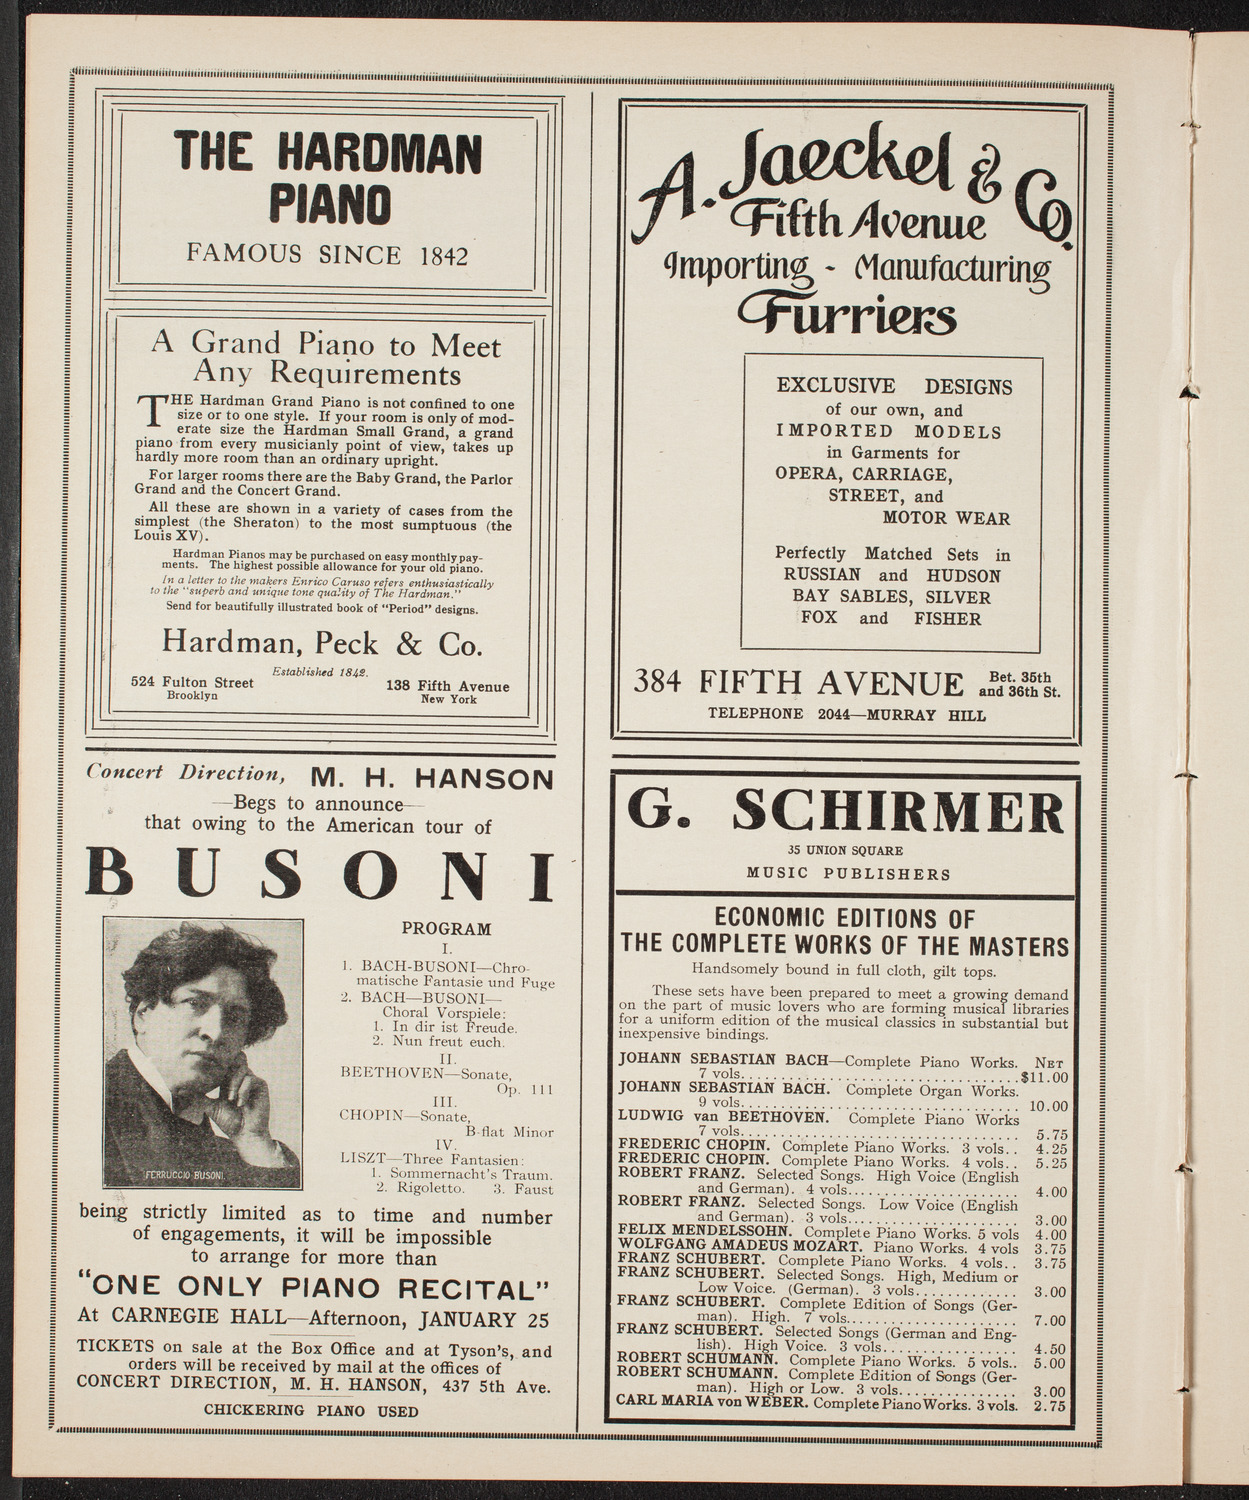 THE HARDMAN
PIANO
FAMOUS SINCE 1842
A Grand Piano to Meet
Any Requirements
THE Hardman Grand Piano is not confined to one
size or to one style. If your room is only of mod-
erate size the Hardman Small Grand, a grand
piano from every musicianly point of view, takes up
hardly more room than an ordinary upright.
For larger rooms there are the Baby Grand, the Parlor
Grand and the Concert Grand.
All these are shown in a variety of cases from the
simplest (the Sheraton) to the most sumptuous (the
Louis XV).
Hardman Pianos may be purchased on easy monthly pay-
ments. The highest possible allowance for your old piano.
In a letter to the makers Enrico Caruso refers enthusiastically
to the "superb and unique tone quality of The Hardman."
Send for beautifully illustrated book of "Period" designs.
Hardman, Peck & Co.
Established 1842.
524 Fulton Street
Brooklyn
138 Fifth Avenue
New York
Concert Direction, M. H. HANSON
—Begs to announce—
that owing to the American tour of
BUSONI
FERRUCCIO BUSONI.
PROGRAM
I.
1. BACH-BUSONI—Chro-
matische Fantasie und Fuge
2. BACH—BUSONI—
Choral Vorspiele:
1. In dir ist Freude.
2. Nun freut euch.
II.
BEETHOVEN—Sonate,
Op. 111
III.
CHOPIN—Sonate,
B-flat Minor
IV.
LISZT—Three Fantasien:
1. Sommernacht's Traum.
2. Rigoletto. 3. Faust
being strictly limited as to time and number
of engagements, it will be impossible
to arrange for more than
"ONE ONLY PIANO RECITAL"
At CARNEGIE HALL—Afternoon, JANUARY 25
TICKETS on sale at the Box Office and at Tyson's, and
orders will be received by mail at the offices of
CONCERT DIRECTION, M. H. HANSON, 437 5th Ave.
CHICKERING PIANO USED
A. Jaeckel & Co.
Fifth Avenue
Importing - Manufacturing
Furriers
EXCLUSIVE DESIGNS
of our own, and
IMPORTED MODELS
in Garments for
OPERA, CARRIAGE,
STREET, and
MOTOR WEAR
Perfectly Matched Sets in
RUSSIAN and HUDSON
BAY SABLES, SILVER
FOX and FISHER
384 FIFTH AVENUE Bet. 35th
and 36th St.
TELEPHONE 2044—MURRAY HILL
G. SCHIRMER
35 UNION SQUARE
MUSIC PUBLISHERS
ECONOMIC EDITIONS OF
THE COMPLETE WORKS OF THE MASTERS
Handsomely bound in full cloth, gilt tops.
These sets have been prepared to meet a growing demand
on the part of music lovers who are forming musical libraries
for a uniform edition of the musical classics in substantial but
inexpensive bindings.
JOHANN SEBASTIAN BACH—Complete Piano Works. NET
7 vols. $11.00
JOHANN SEBASTIAN BACH. Complete Organ Works.
9 vols. 10.00
LUDWIG van BEETHOVEN. Complete Piano Works
7 vols. 5.75
FREDERIC CHOPIN. Complete Piano Works. 3 vols.. 4.25
FREDERIC CHOPIN. Complete Piano Works. 4 vols.. 5.25
ROBERT FRANZ. Selected Songs. High Voice (English
and German). 4 vols. 4.00
ROBERT FRANZ. Selected Songs. Low Voice (English
and German). 3 vols. 3.00
FELIX MENDELSSOHN. Complete Piano Works. 5 vols 4.00
WOLFGANG AMADEUS MOZART. Piano Works. 4 vols 3.75
FRANZ SCHUBERT. Complete Piano Works. 4 vols.. 3.75
FRANZ SCHUBERT. Selected Songs. High, Medium or
Low Voice. (German). 3 vols. 3.00
FRANZ SCHUBERT. Complete Edition of Songs (Ger-
man). High. 7 vols. 7.00
FRANZ SCHUBERT. Selected Songs (German and Eng-
lish). High Voice. 3 vols. 4.50
ROBERT SCHUMANN. Complete Piano Works. 5 vols.. 5.00
ROBERT SCHUMANN. Complete Edition of Songs (Ger-
man). High or Low. 3 vols. 3.00
CARL MARIA von WEBER. Complete Piano Works. 3 vols. 2.75